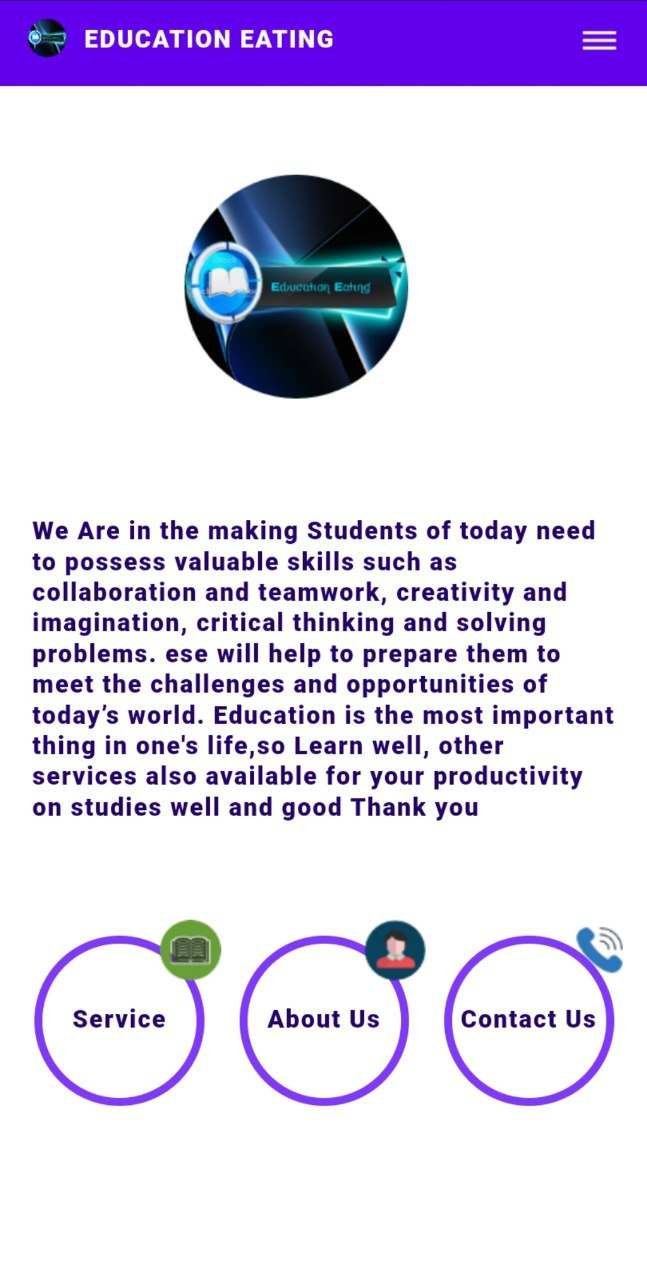 EDUCATION EATING
Education Eating
We Are in the making Students of today need
to possess valuable skills such as
collaboration and teamwork, creativity and
imagination, critical thinking and solving
problems. ese will help to prepare them to
meet the challenges and opportunities of
today’s world. Education is the most important
thing in one's life,so Learn well, other
services also available for your productivity
on studies well and good Thank you
Service
About Us
Contact Us